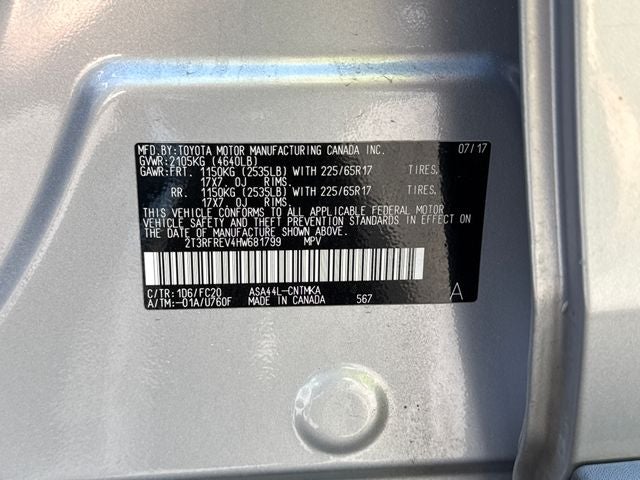 MFD.BY:TOYOTA MOTOR MANUFACTURING CANADA INC. 07/17
GVWR:2105KG (4640LB)
GAWR:FRT. 1150KG (2535LB) WITH 225/65R17 TIRES,
17X7. 0J RIMS.
RR. 1150KG (2535LB) WITH 225/65R17 TIRES,
17X7. 0J RIMS.
THIS VEHICLE CONFORMS TO ALL APPLICABLE FEDERAL MOTOR
VEHICLE SAFETY AND THEFT PREVENTION STANDARDS IN EFFECT ON
THE DATE OF MANUFACTURE SHOWN ABOVE.
2T3RFREV4HW681799 MPV
C/TR:1D6/FC20 ASA44L-CNTMKA
A/TM:-01A/U760F MADE IN CANADA 567 A